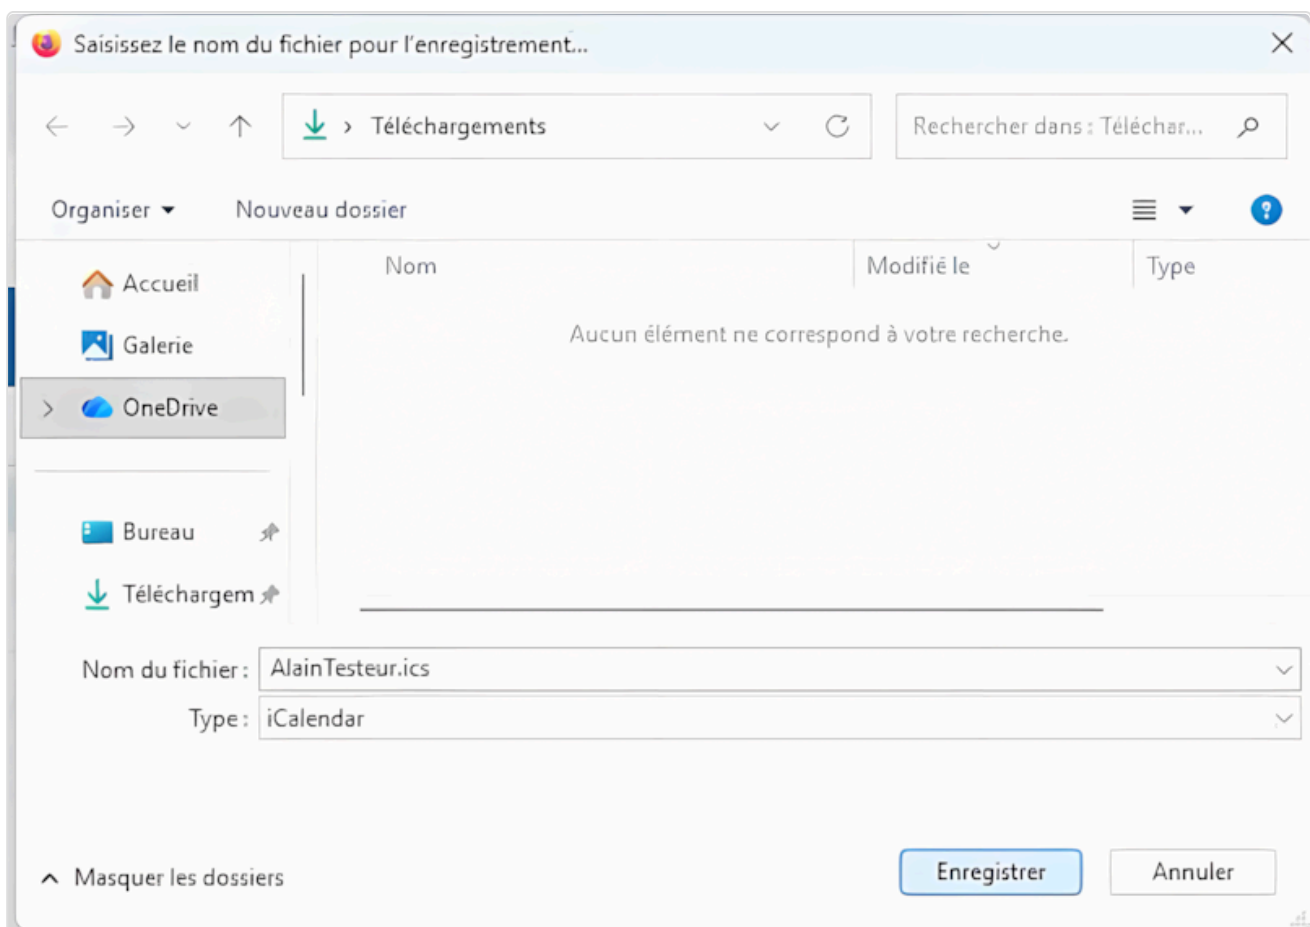 Saisissez le nom du fichier pour l'enregistrement...
Téléchargements
Rechercher dans : Téléchar...
Organiser Nouveau dossier
Nom Modifié le Type
Aucun élément ne correspond à votre recherche.
Accueil
Galerie
OneDrive
Bureau
Téléchargem
Nom du fichier : AlainTesteur.ics
Type : iCalendar
Masquer les dossiers
Enregistrer Annuler